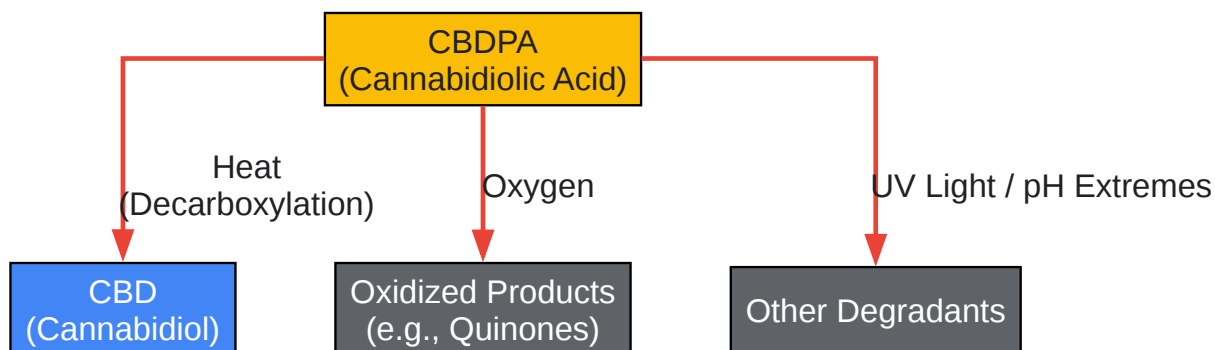 CBDPA
(Cannabidiolic Acid)
Heat
(Decarboxylation)
Oxygen
UV Light / pH Extremes
CBD
(Cannabidiol)
Oxidized Products
(e.g., Quinones)
Other Degradants